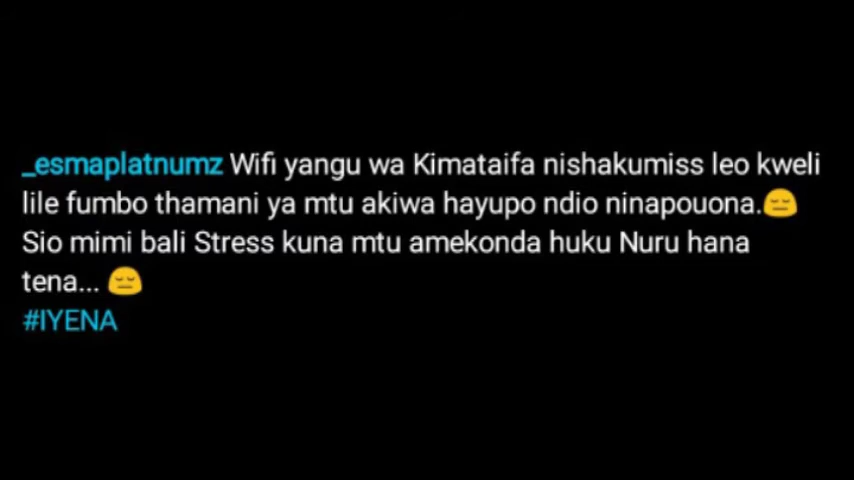 _esmaplatnumz Wifi yangu wa Kimataifa nishakumiss leo kweli
lile fumbo thamani ya mtu akiwa hayupo ndio ninapouona.😔
Sio mimi bali Stress kuna mtu amekonda huku Nuru hana
tena... 😔
#IYENA